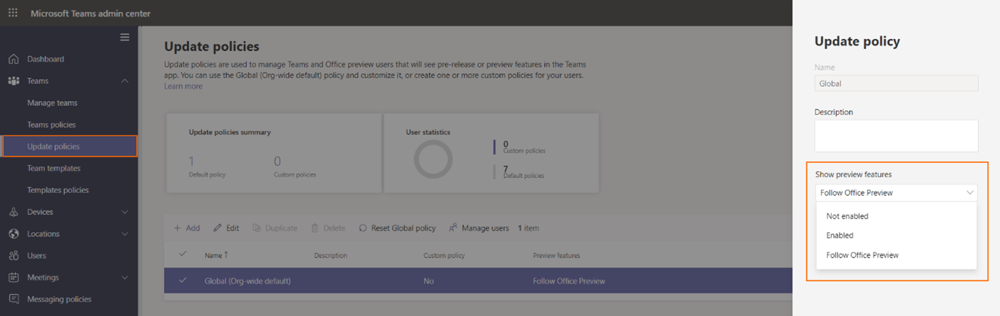 Microsoft Teams admin center
Dashboard
Teams
Manage teams
Teams policies
Update policies
Team templates
Templates policies
Devices
Locations
Users
Meetings
Messaging policies
Update policies
Update policies are used to manage Teams and Office preview users that will see pre-release or preview features in the Teams
app. You can use the Global (Org-wide default) policy and customize it, or create one or more custom policies for your users.
Learn more
Update policies summary
1
Default policy
0
Custom policies
User statistics
0
Custom policies
7
Default policies
Add Edit Duplicate Delete Reset Global policy Manage users 1 item
Name ↑ Description Custom policy Preview features
Global (Org-wide default) No Follow Office Preview
Update policy
Name
Global
Description
Show preview features
Follow Office Preview
Not enabled
Enabled
Follow Office Preview